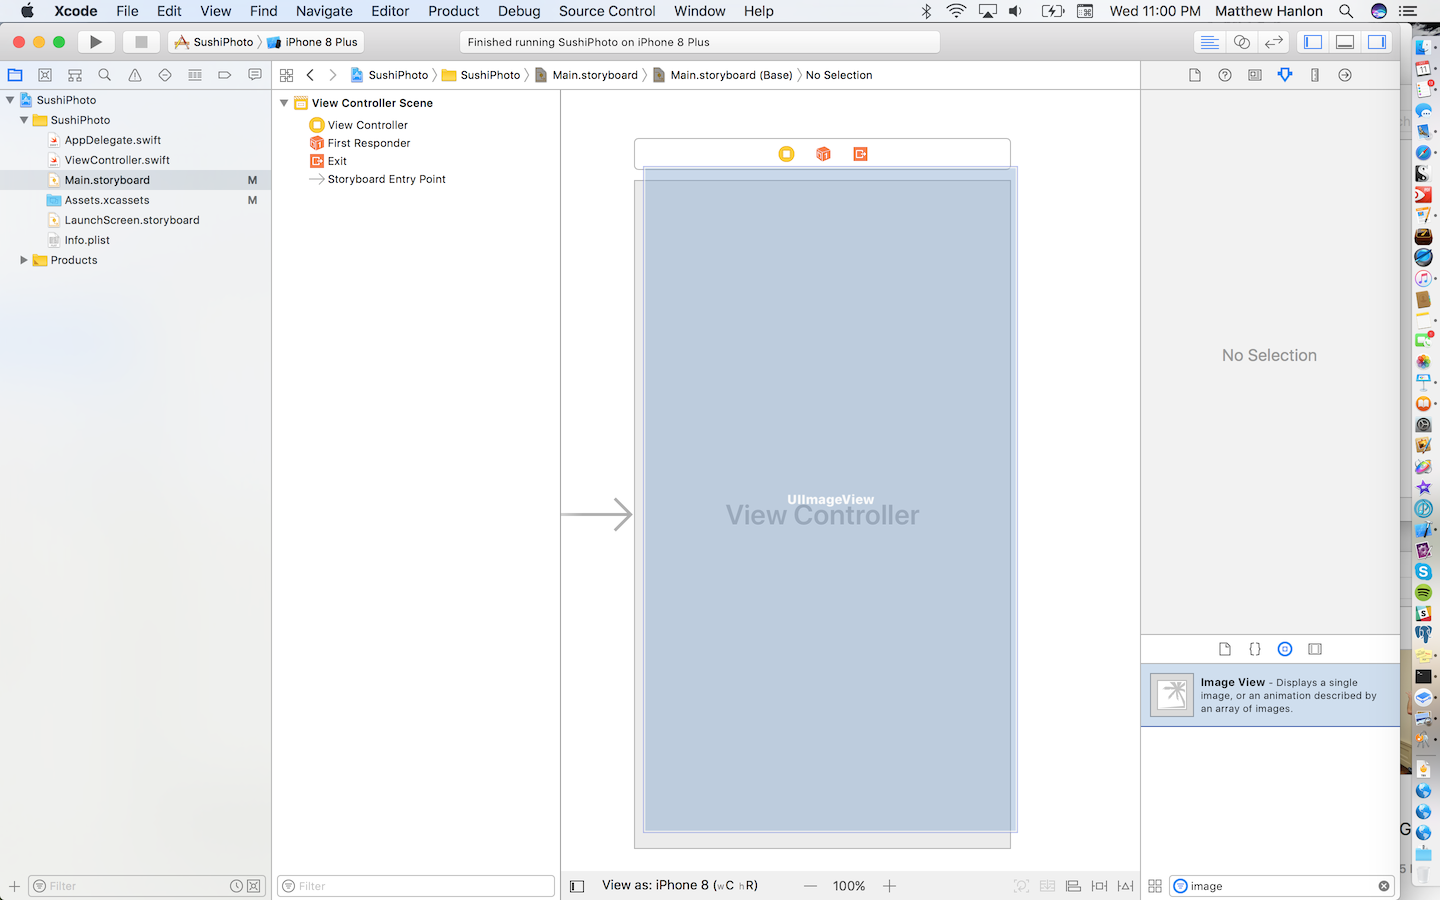 Xcode File Edit View Find Navigate Editor Product Debug Source Control Window Help Wed 11:00 PM Matthew Hanlon
SushiPhoto iPhone 8 Plus Finished running SushiPhoto on iPhone 8 Plus
SushiPhoto SushiPhoto Main.storyboard Main.storyboard (Base) No Selection
SushiPhoto
SushiPhoto
AppDelegate.swift
ViewController.swift
Main.storyboard M
Assets.xcassets M
LaunchScreen.storyboard
Info.plist
Products
View Controller Scene
View Controller
First Responder
Exit
Storyboard Entry Point
UIImageView
View Controller
No Selection
Image View - Displays a single
image, or an animation described by
an array of images.
Filter
Filter
View as: iPhone 8 (wC hR) 100%
image